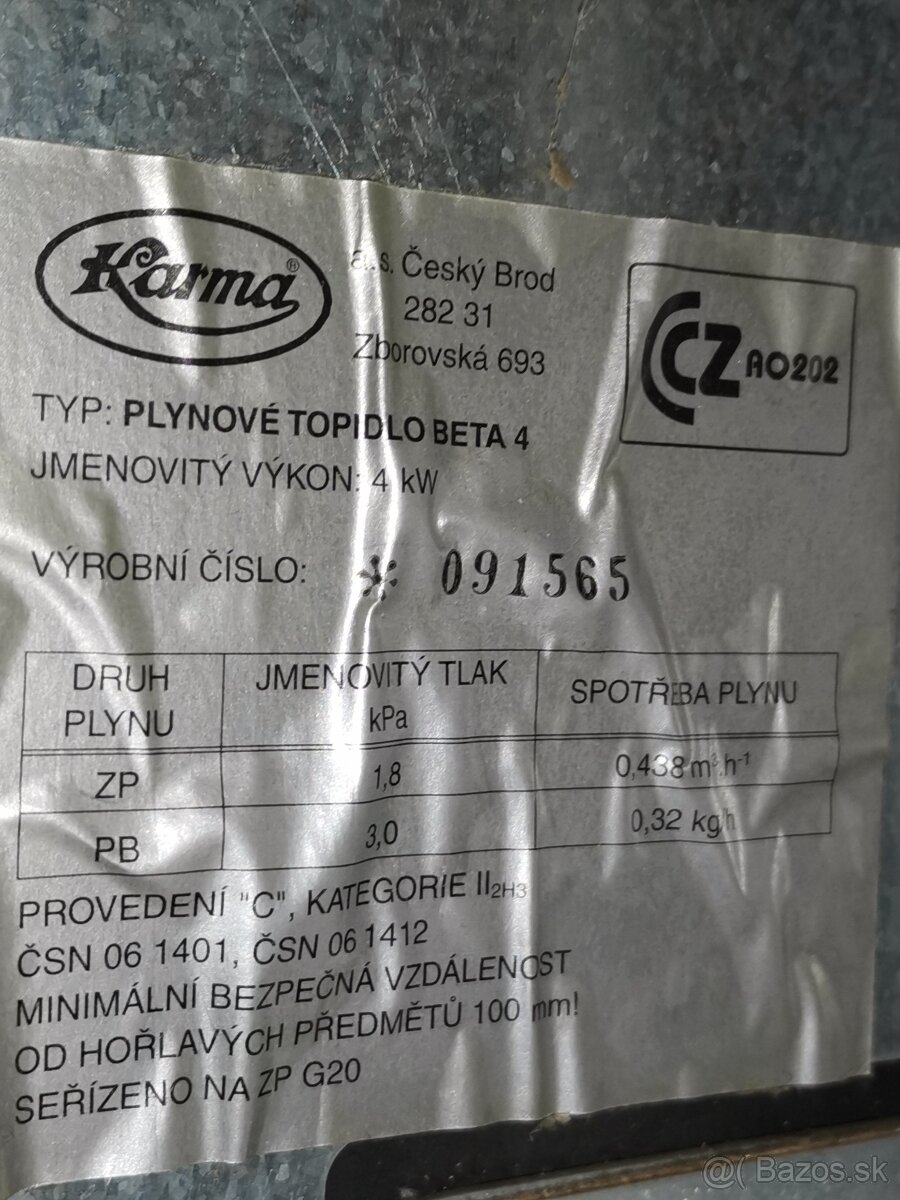 Karma®
a.s. Český Brod
282 31
Zborovská 693
CZ AO202
TYP: PLYNOVÉ TOPIDLO BETA 4
JMENOVITÝ VÝKON: 4 kW
VÝROBNÍ ČÍSLO: * 091565
DRUH PLYNU JMENOVITÝ TLAK kPa SPOTŘEBA PLYNU
ZP 1,8 0,438 m³.h⁻¹
PB 3,0 0,32 kg/h
PROVEDENÍ "C", KATEGORIE II₂H₃
ČSN 06 1401, ČSN 06 1412
MINIMÁLNÍ BEZPEČNÁ VZDÁLENOST
OD HOŘLAVÝCH PŘEDMĚTŮ 100 mm!
SEŘÍZENO NA ZP G20
@( Bazos.sk